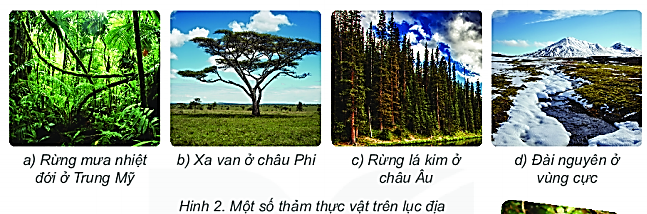 a) Rừng mưa nhiệt
đới ở Trung Mỹ
b) Xa van ở châu Phi
c) Rừng lá kim ở
châu Âu
d) Đài nguyên ở
vùng cực
Hình 2. Một số thảm thực vật trên lục địa